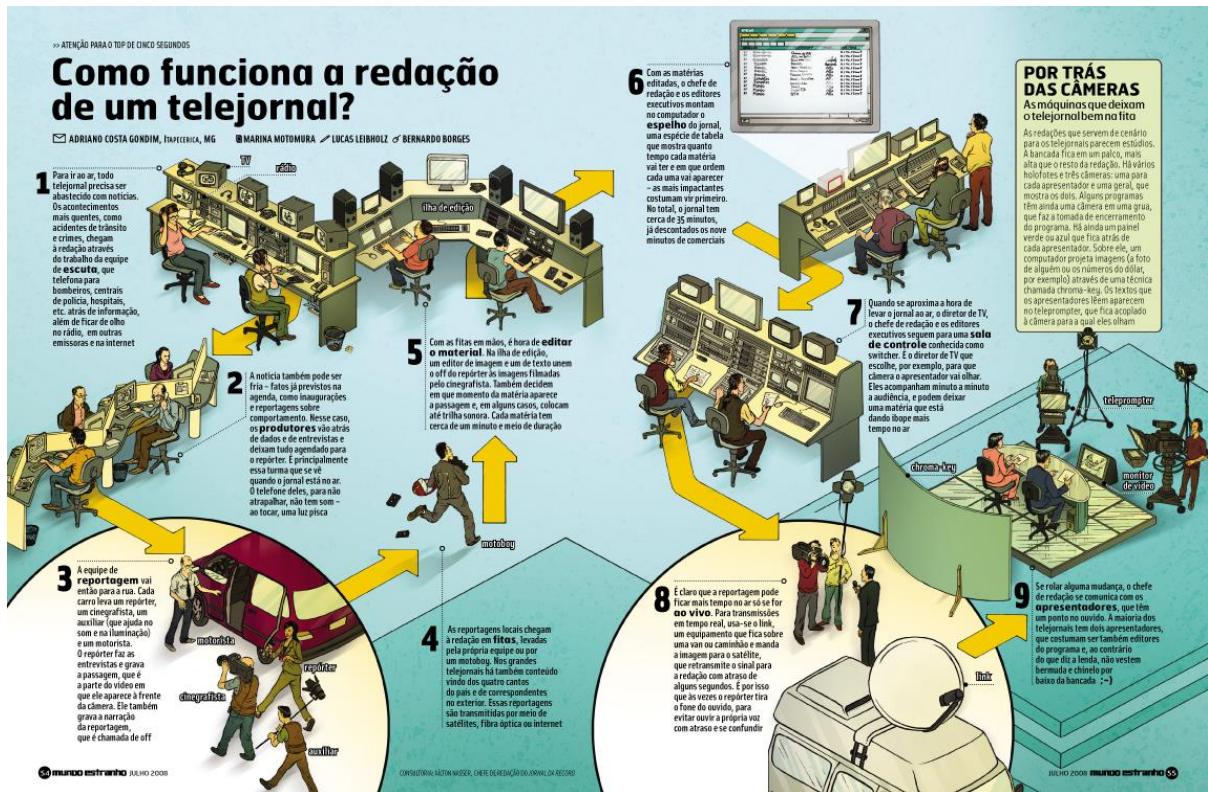 >> ATENÇÃO PARA O TOP DE CINCO SEGUNDOS
Como funciona a redação
de um telejornal?
ADRIANO COSTA GONDIM, ITAPECERICA, MG MARINA MOTOMURA LUCAS LEIBHOLZ BERNARDO BORGES
1
Para ir ao ar, todo
telejornal precisa ser
abastecido com notícias.
Os acontecimentos
mais quentes, como
acidentes de trânsito
e crimes, chegam
à redação através
do trabalho da equipe
de escuta, que
telefona para
bombeiros, centrais
de polícia, hospitais,
etc. atrás de informação,
além de ficar de olho
no rádio, em outras
emissoras e na internet
TV
rádio
ilha de edição
2
A notícia também pode ser
fria – fatos já previstos na
agenda, como inaugurações
e reportagens sobre
comportamento. Nesse caso,
os produtores vão atrás
de dados e de entrevistas e
deixam tudo agendado para
o repórter. É principalmente
essa turma que se vê
quando o jornal está no ar.
O telefone deles, para não
atrapalhar, não tem som –
ao tocar, uma luz pisca
3
A equipe de
reportagem vai
então para a rua. Cada
carro leva um repórter,
um cinegrafista, um
auxiliar (que ajuda no
som e na iluminação)
e um motorista.
O repórter faz as
entrevistas e grava
a passagem, que é
a parte do vídeo em
que ele aparece à frente
da câmera. Ele também
grava a narração
da reportagem,
que é chamada de off
motorista
repórter
cinegrafista
auxiliar
4
As reportagens locais chegam
à redação em fitas, levadas
pela própria equipe ou por
um motoboy. Nos grandes
telejornais há também conteúdo
vindo dos quatro cantos
do país e de correspondentes
no exterior. Essas reportagens
são transmitidas por meio de
satélites, fibra óptica ou internet
motoboy
5
Com as fitas em mãos, é hora de editar
o material. Na ilha de edição,
um editor de imagem e um de texto unem
o off do repórter às imagens filmadas
pelo cinegrafista. Também decidem
em que momento da matéria aparece
a passagem e, em alguns casos, colocam
até trilha sonora. Cada matéria tem
cerca de um minuto e meio de duração
6
Com as matérias
editadas, o chefe de
redação e os editores
executivos montam
no computador o
espelho do jornal,
uma espécie de tabela
que mostra quanto
tempo cada matéria
vai ter e em que ordem
cada uma vai aparecer
– as mais impactantes
costumam vir primeiro.
No total, o jornal tem
cerca de 35 minutos,
já descontados os nove
minutos de comerciais
7
Quando se aproxima a hora de
levar o jornal ao ar, o diretor de TV,
o chefe de redação e os editores
executivos seguem para uma sala
de controle conhecida como
switcher. É o diretor de TV que
escolhe, por exemplo, para que
câmera o apresentador vai olhar.
Eles acompanham minuto a minuto
a audiência, e podem deixar
uma matéria que está
dando ibope mais
tempo no ar
8
É claro que a reportagem pode
ficar mais tempo no ar só se for
ao vivo. Para transmissões
em tempo real, usa-se o link,
um equipamento que fica sobre
uma van ou caminhão e manda
a imagem para o satélite,
que retransmite o sinal para
a redação com atraso de
alguns segundos. É por isso
que às vezes o repórter tira
o fone do ouvido, para
evitar ouvir a própria voz
com atraso e se confundir
link
9
Se rolar alguma mudança, o chefe
de redação se comunica com os
apresentadores, que têm
um ponto no ouvido. A maioria dos
telejornais tem dois apresentadores,
que costumam ser também editores
do programa e, ao contrário
do que diz a lenda, não vestem
bermuda e chinelo por
baixo da bancada :-)
teleprompter
chroma-key
monitor
de vídeo
POR TRÁS
DAS CÂMERAS
As máquinas que deixam
o telejornal bem na fita
As redações que servem de cenário
para os telejornais parecem estúdios.
A bancada fica em um palco, mais
alta que o resto da redação. Há vários
holofotes e três câmeras: uma para
cada apresentador e uma geral, que
mostra os dois. Alguns programas
têm ainda uma câmera em uma grua,
que faz a tomada de encerramento
do programa. Há ainda um painel
verde ou azul que fica atrás de
cada apresentador. Sobre ele, um
computador projeta imagens (a foto
de alguém ou os números do dólar,
por exemplo) através de uma técnica
chamada chroma-key. Os textos que
os apresentadores lêem aparecem
no teleprompter, que fica acoplado
à câmera para a qual eles olham
54 mundo estranho JULHO 2008
CONSULTORIA: AÍLTON NASSER, CHEFE DE REDAÇÃO DO JORNAL DA RECORD
JULHO 2008 mundo estranho 55